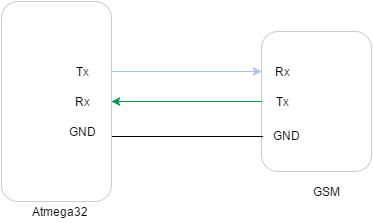 Tx
Rx
Rx
Tx
GND
GND
Atmega32
GSM